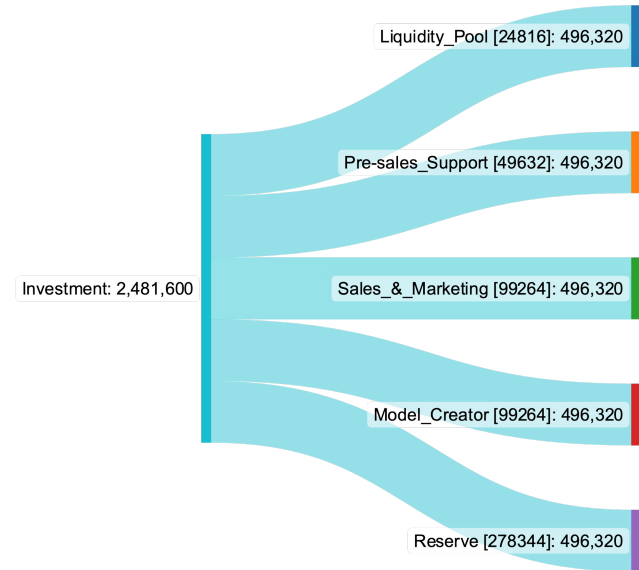 Liquidity_Pool [24816]: 496,320
Pre-sales_Support [49632]: 496,320
Investment: 2,481,600
Sales_&_Marketing [99264]: 496,320
Model_Creator [99264]: 496,320
Reserve [278344]: 496,320